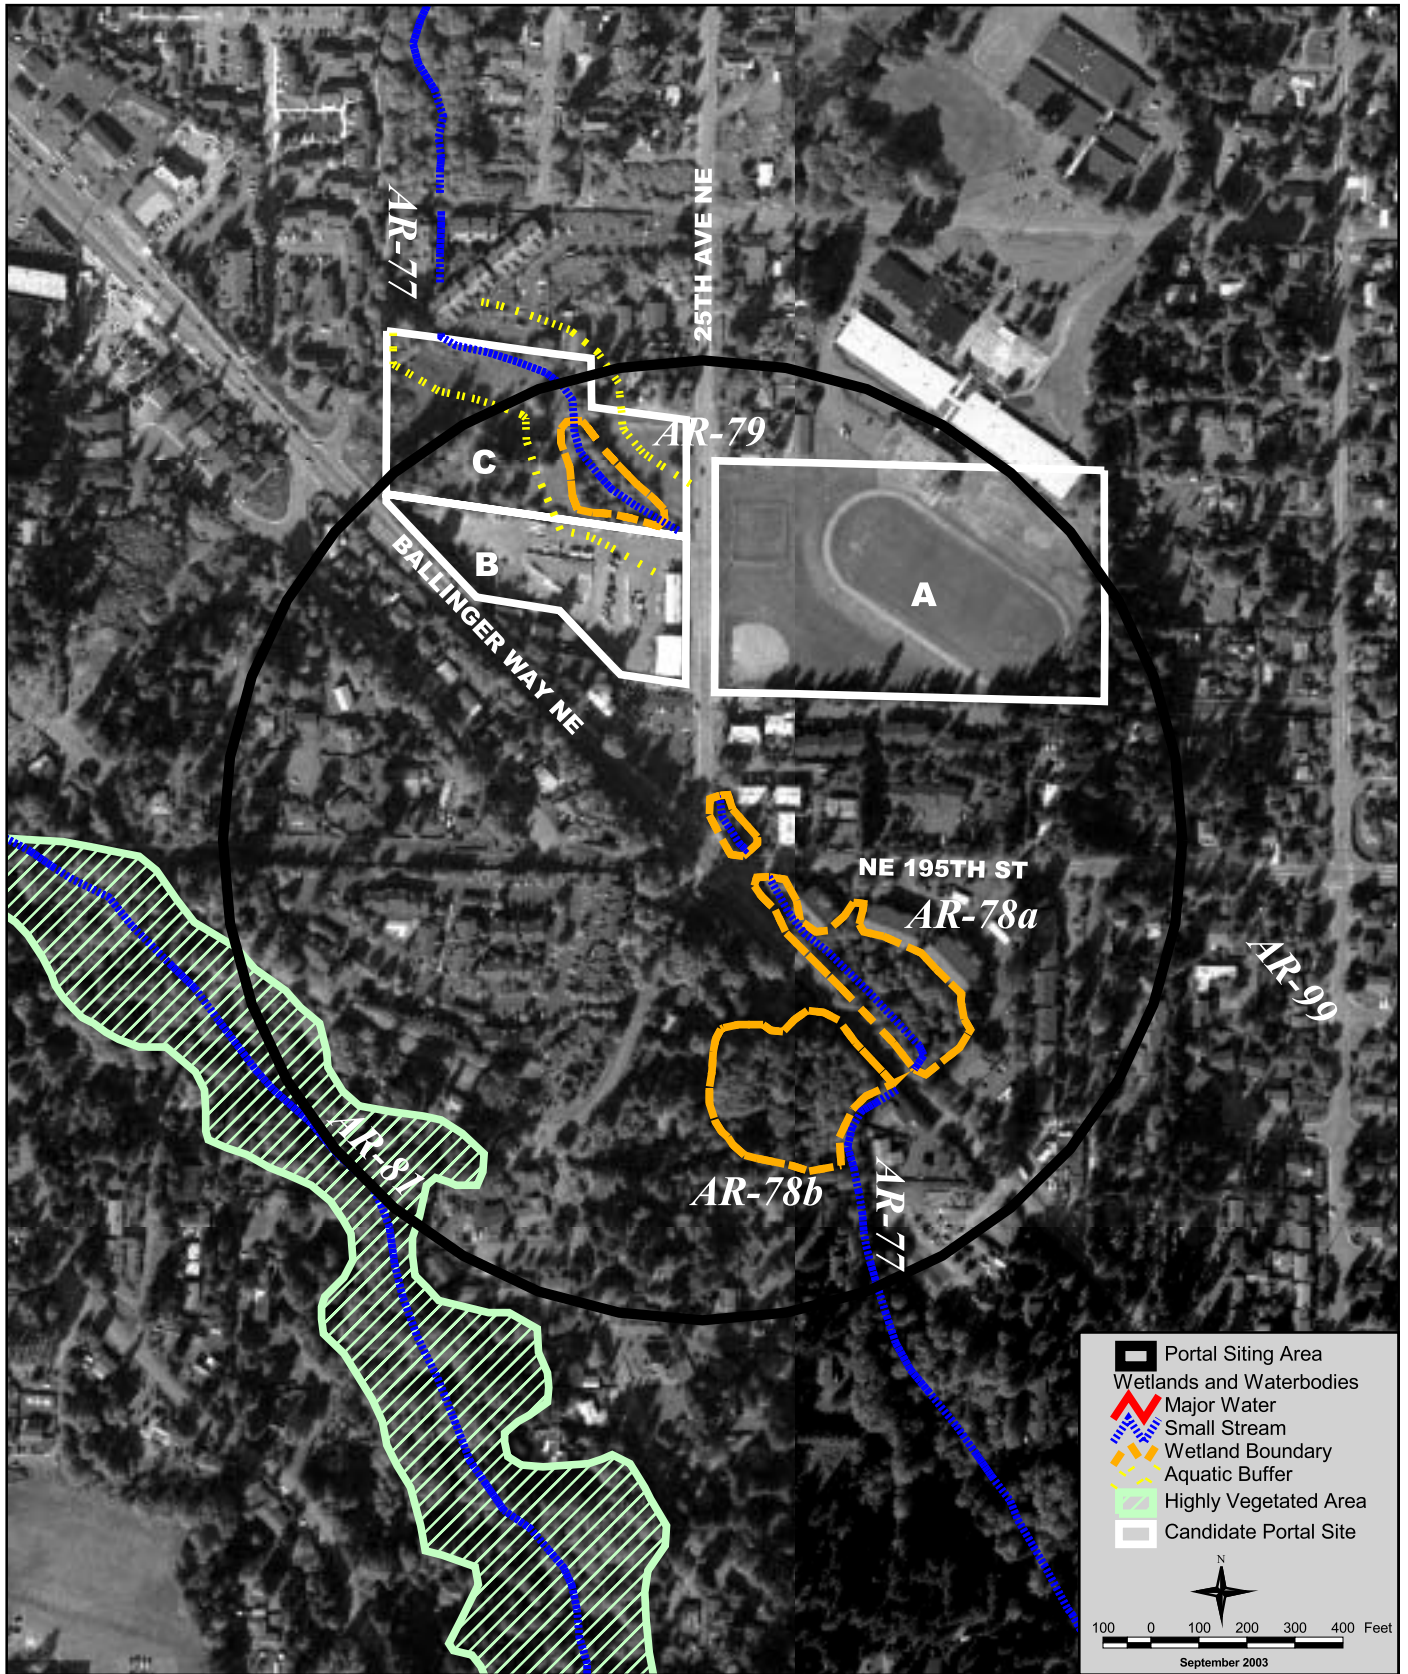 AR-77
25TH AVE NE
AR-79
C
B
A
BALLINGER WAY NE
NE 195TH ST
AR-78a
AR-99
AR-81
AR-78b
AR-77
Portal Siting Area
Wetlands and Waterbodies
Major Water
Small Stream
Wetland Boundary
Aquatic Buffer
Highly Vegetated Area
Candidate Portal Site
N
100 0 100 200 300 400 Feet
September 2003